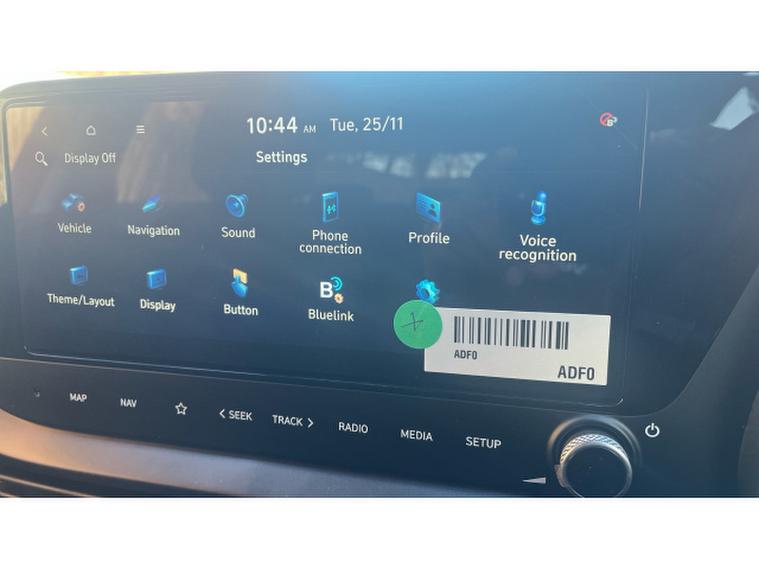 10:44 AM Tue, 25/11
Display Off
Settings
Vehicle
Navigation
Sound
Phone
connection
Profile
Voice
recognition
Theme/Layout
Display
Button
Bluelink
ADF0
ADF0
MAP
NAV
SEEK
TRACK
RADIO
MEDIA
SETUP